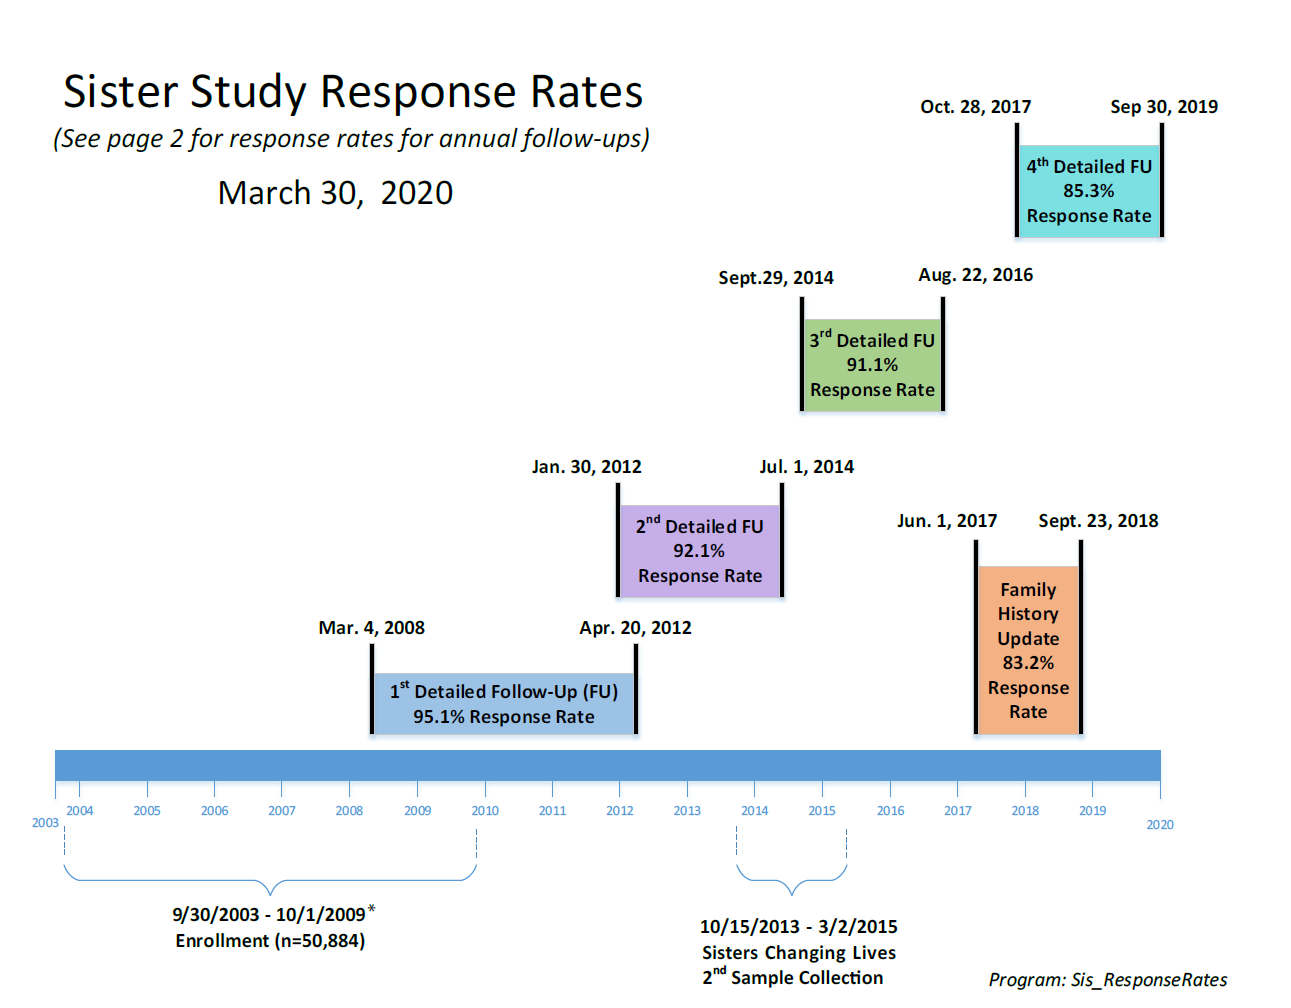 Sister Study Response Rates
(See page 2 for response rates for annual follow-ups)
March 30, 2020
Oct. 28, 2017 Sep 30, 2019
4th Detailed FU
85.3%
Response Rate
Sept.29, 2014 Aug. 22, 2016
3rd Detailed FU
91.1%
Response Rate
Jan. 30, 2012 Jul. 1, 2014
2nd Detailed FU
92.1%
Response Rate
Jun. 1, 2017 Sept. 23, 2018
Family
History
Update
83.2%
Response
Rate
Mar. 4, 2008 Apr. 20, 2012
1st Detailed Follow-Up (FU)
95.1% Response Rate
2003 2004 2005 2006 2007 2008 2009 2010 2011 2012 2013 2014 2015 2016 2017 2018 2019 2020
9/30/2003 - 10/1/2009*
Enrollment (n=50,884)
10/15/2013 - 3/2/2015
Sisters Changing Lives
2nd Sample Collection
Program: Sis_ResponseRates